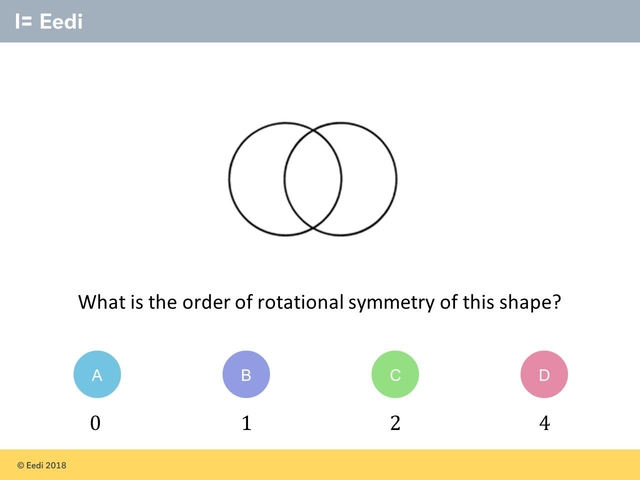 I= Eedi
What is the order of rotational symmetry of this shape?
A B C D
0 1 2 4
© Eedi 2018